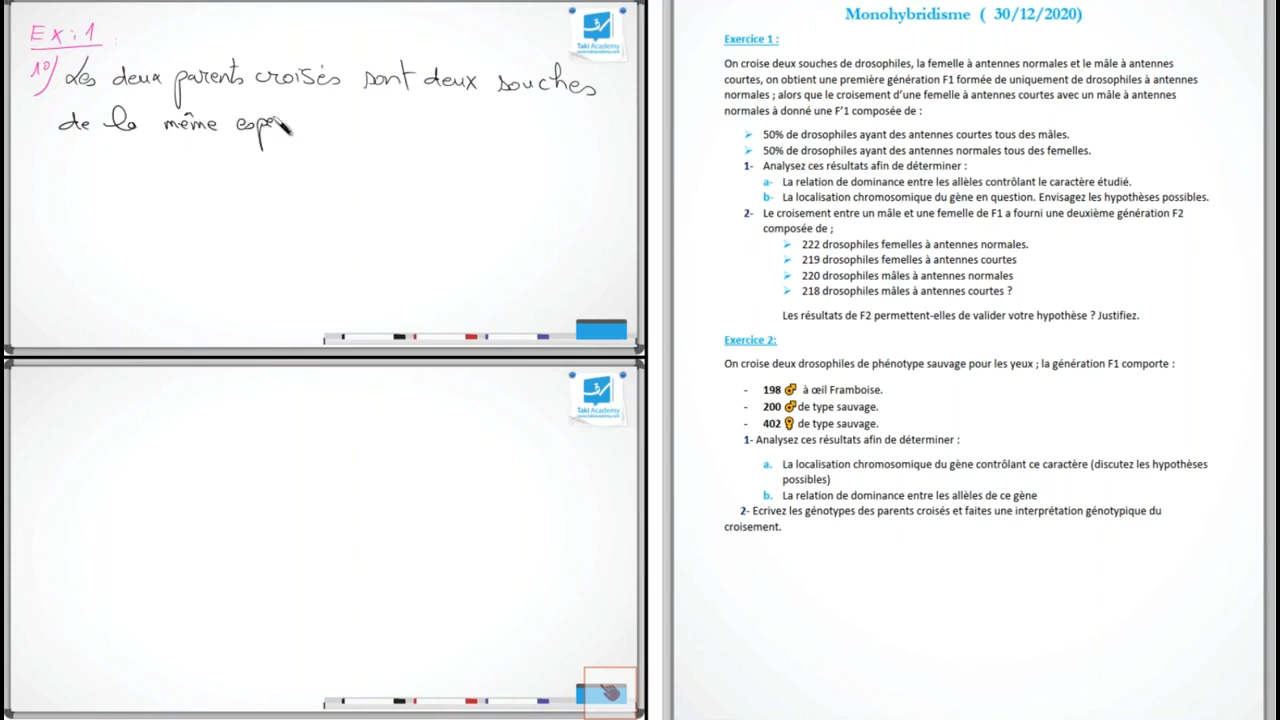 Ex: 1
1°) Les deux parents croisés sont deux souches
de la même espe
Taki Academy
www.takiacademy.com
Taki Academy
www.takiacademy.com
Monohybridisme ( 30/12/2020)
Exercice 1 :
On croise deux souches de drosophiles, la femelle à antennes normales et le mâle à antennes
courtes, on obtient une première génération F1 formée de uniquement de drosophiles à antennes
normales ; alors que le croisement d'une femelle à antennes courtes avec un mâle à antennes
normales à donné une F'1 composée de :
➢ 50% de drosophiles ayant des antennes courtes tous des mâles.
➢ 50% de drosophiles ayant des antennes normales tous des femelles.
1- Analysez ces résultats afin de déterminer :
a- La relation de dominance entre les allèles contrôlant le caractère étudié.
b- La localisation chromosomique du gène en question. Envisagez les hypothèses possibles.
2- Le croisement entre un mâle et une femelle de F1 a fourni une deuxième génération F2
composée de ;
➢ 222 drosophiles femelles à antennes normales.
➢ 219 drosophiles femelles à antennes courtes
➢ 220 drosophiles mâles à antennes normales
➢ 218 drosophiles mâles à antennes courtes ?
Les résultats de F2 permettent-elles de valider votre hypothèse ? Justifiez.
Exercice 2:
On croise deux drosophiles de phénotype sauvage pour les yeux ; la génération F1 comporte :
- 198 à œil Framboise.
- 200 de type sauvage.
- 402 de type sauvage.
1- Analysez ces résultats afin de déterminer :
a. La localisation chromosomique du gène contrôlant ce caractère (discutez les hypothèses
possibles)
b. La relation de dominance entre les allèles de ce gène
2- Ecrivez les génotypes des parents croisés et faites une interprétation génotypique du
croisement.